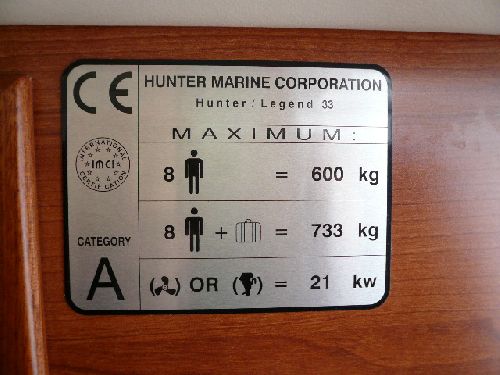 CE
HUNTER MARINE CORPORATION
Hunter / Legend 33
MAXIMUM:
INTERNATIONAL
imci
CERTIFICATION
8 = 600 kg
8 + = 733 kg
CATEGORY
A
( ) OR ( ) = 21 kw